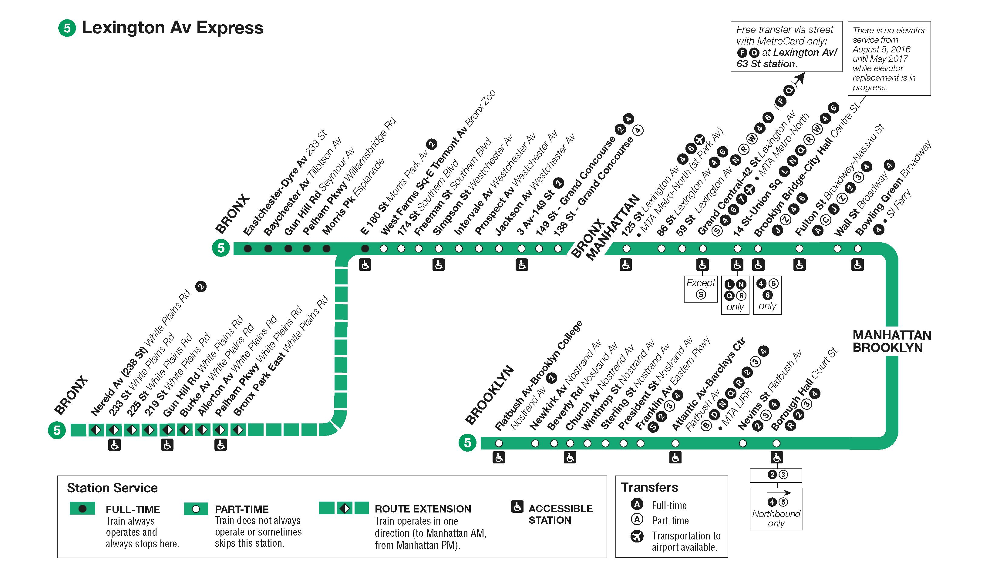 5 Lexington Av Express
Free transfer via street
with MetroCard only:
F Q at Lexington Av/
63 St station.
There is no elevator
service from
August 8, 2016
until May 2017
while elevator
replacement is in
progress.
5
BRONX
Eastchester-Dyre Av 233 St
Baychester Av Tillotson Av
Gun Hill Rd Seymour Av
Pelham Pkwy Williamsbridge Rd
Morris Pk Esplanade
E 180 St Morris Park Av 2
West Farms Sq-E Tremont Av Bronx Zoo
174 St Southern Blvd
Freeman St Southern Blvd
Simpson St Westchester Av
Intervale Av Westchester Av
Prospect Av Westchester Av
Jackson Av Westchester Av
3 Av-149 St 2
149 St - Grand Concourse 2 4
138 St - Grand Concourse 4
BRONX
MANHATTAN
125 St Lexington Av 4 6
• MTA Metro-North (at Park Av)
86 St Lexington Av 4 6
59 St Lexington Av N R W 4 6 (F Q)
Grand Central-42 St Lexington Av
S 4 6 7 • MTA Metro-North
14 St-Union Sq L N Q R W 4 6
Brooklyn Bridge-City Hall Centre St
J Z 4 6
Fulton St Broadway-Nassau St
A C J Z 2 3 4
Wall St Broadway 4
Bowling Green Broadway
4 • SI Ferry
Except
S
L N
Q R
only
4 5
6
only
MANHATTAN
BROOKLYN
5
BRONX
Nereid Av (238 St) White Plains Rd 2
233 St White Plains Rd
225 St White Plains Rd
219 St White Plains Rd
Gun Hill Rd White Plains Rd
Burke Av White Plains Rd
Allerton Av White Plains Rd
Pelham Pkwy White Plains Rd
Bronx Park East White Plains Rd
5
BROOKLYN
Flatbush Av-Brooklyn College
Nostrand Av 2
Newkirk Av Nostrand Av
Beverly Rd Nostrand Av
Church Av Nostrand Av
Winthrop St Nostrand Av
Sterling St Nostrand Av
President St Nostrand Av
Franklin Av Eastern Pkwy
S 2 3 4
Atlantic Av-Barclays Ctr
Flatbush Av
B D N Q R 2 3 4
• MTA LIRR
Nevins St Flatbush Av
2 3 4
Borough Hall Court St
R 2 3 4
2 3
4 5
Northbound
only
Station Service
FULL-TIME
Train always
operates and
always stops here.
PART-TIME
Train does not always
operate or sometimes
skips this station.
ROUTE EXTENSION
Train operates in one
direction (to Manhattan AM,
from Manhattan PM).
ACCESSIBLE
STATION
Transfers
A Full-time
A Part-time
Transportation to
airport available.